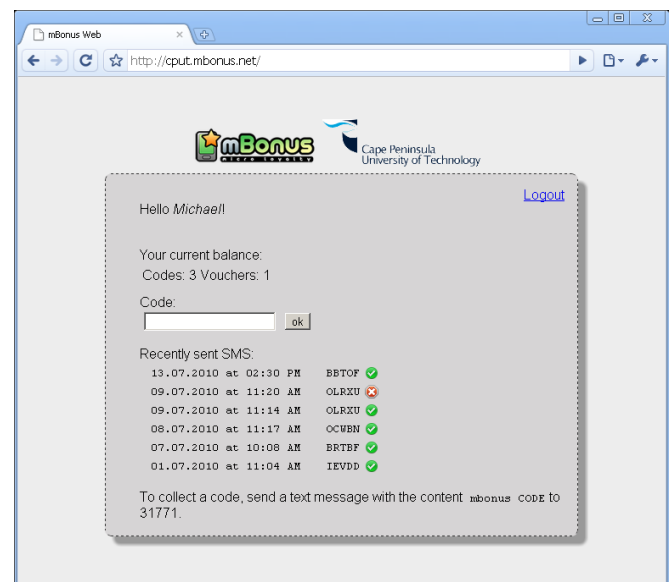 mBonus Web
http://cput.mbonus.net/
mBonus
micro loyalty
Cape Peninsula
University of Technology
Logout
Hello Michael!
Your current balance:
Codes: 3 Vouchers: 1
Code:
ok
Recently sent SMS:
13.07.2010 at 02:30 PM BBTOF
09.07.2010 at 11:20 AM OLRXU
09.07.2010 at 11:14 AM OLRXU
08.07.2010 at 11:17 AM OCWBN
07.07.2010 at 10:08 AM BRTBF
01.07.2010 at 11:04 AM IEVDD
To collect a code, send a text message with the content mbonus CODE to
31771.